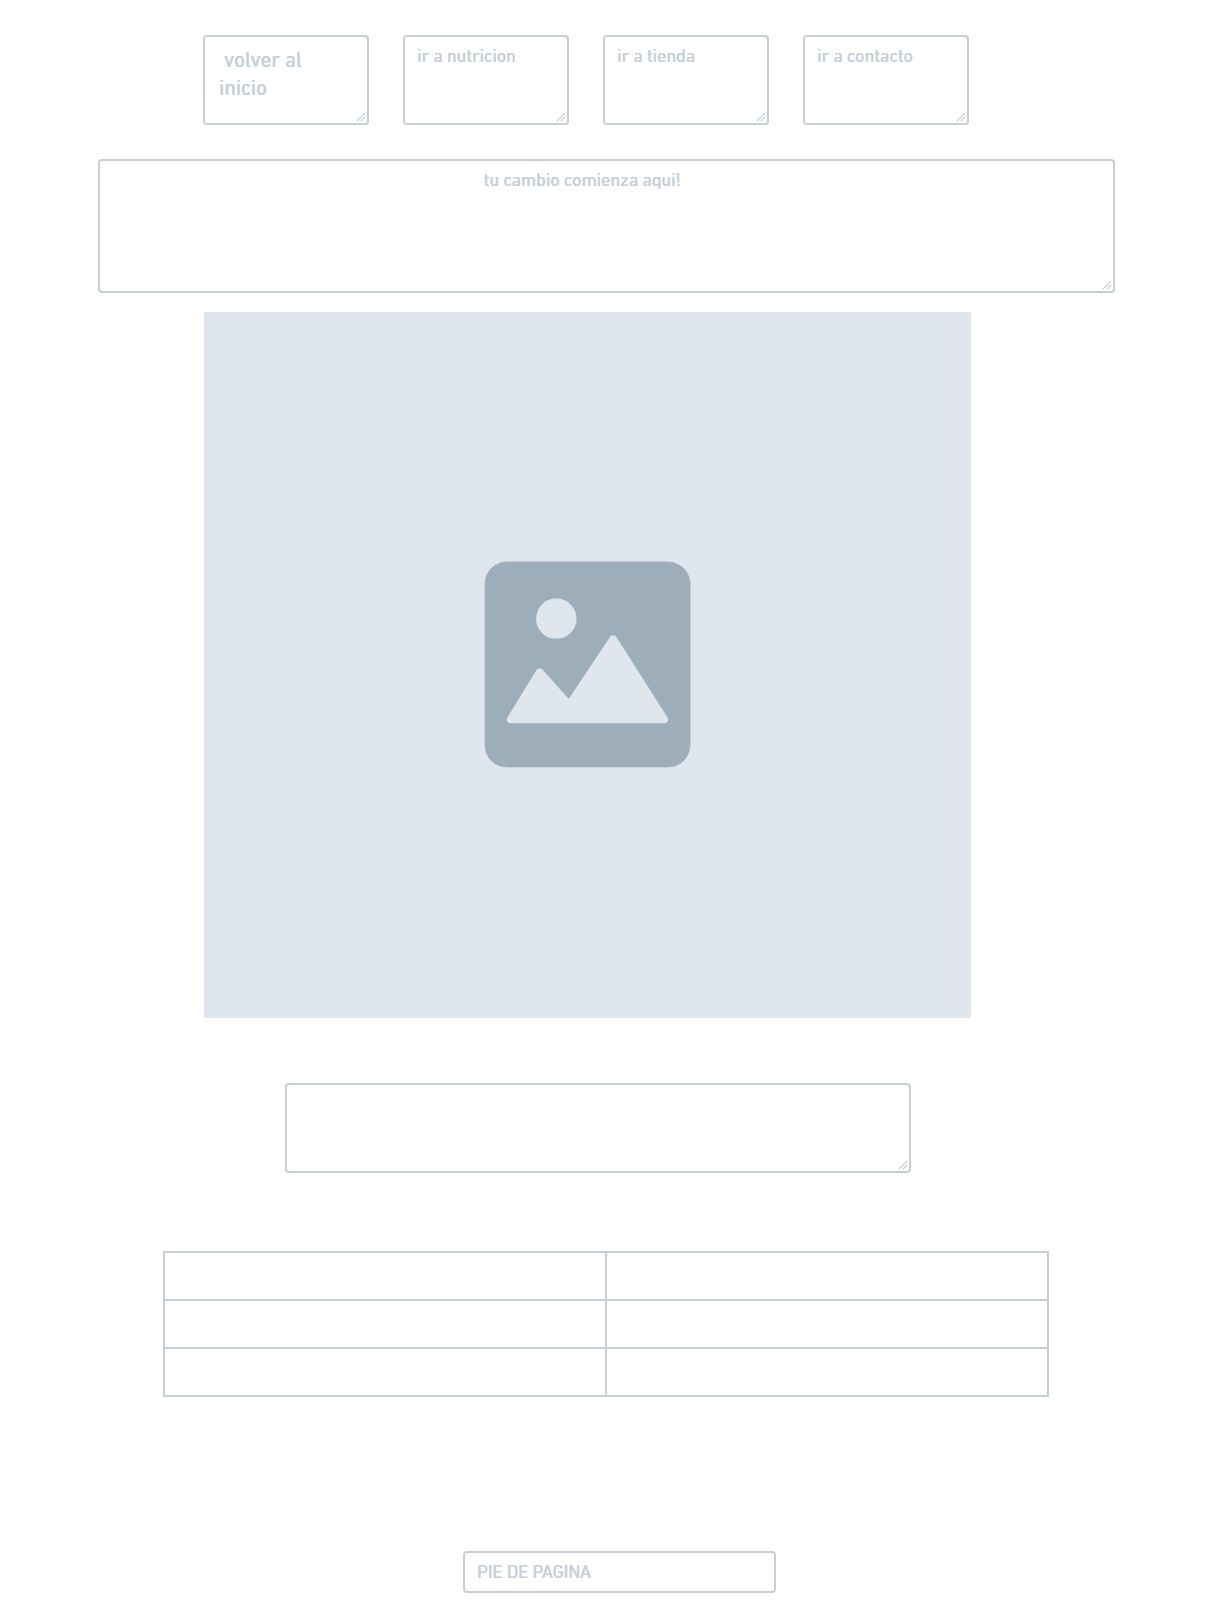 volver al
inicio
ir a nutricion
ir a tienda
ir a contacto
tu cambio comienza aqui!
PIE DE PAGINA